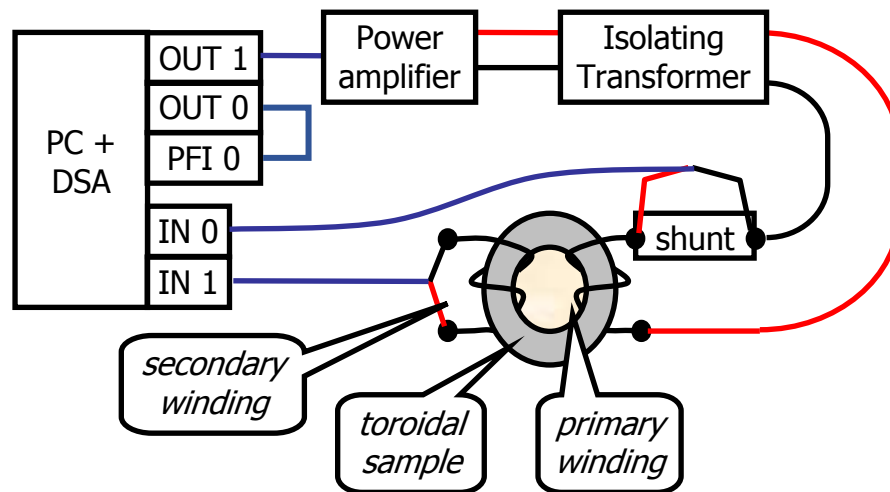 PC +
DSA
OUT 1
OUT 0
PFI 0
IN 0
IN 1
Power
amplifier
Isolating
Transformer
shunt
secondary
winding
toroidal
sample
primary
winding